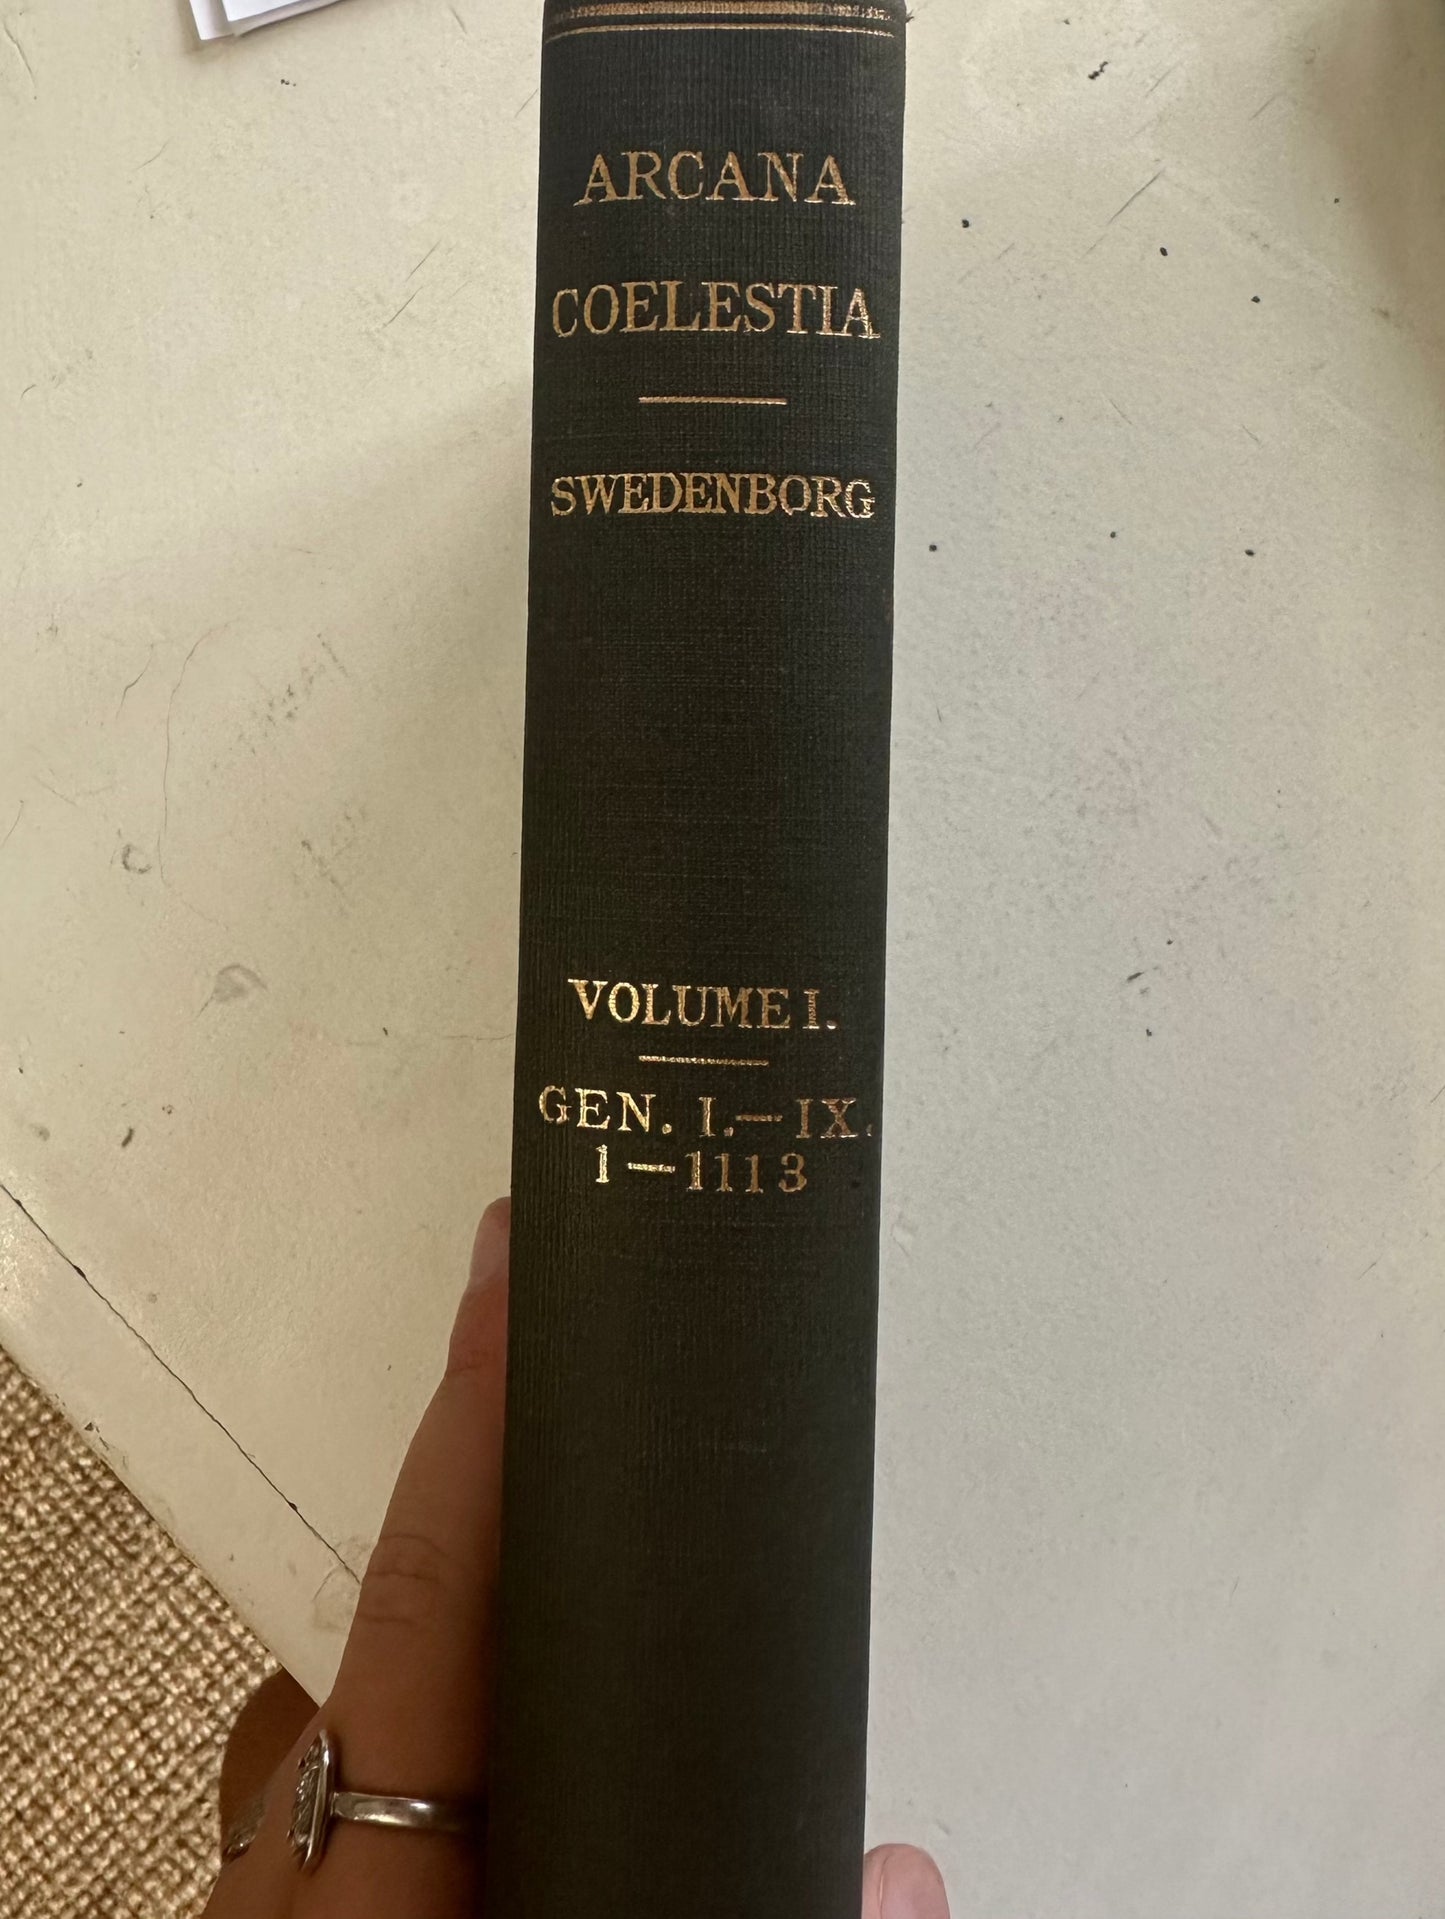 ARCANA
COELESTIA
SWEDENBORG
VOLUME I.
GEN. I.—IX.
1—1113